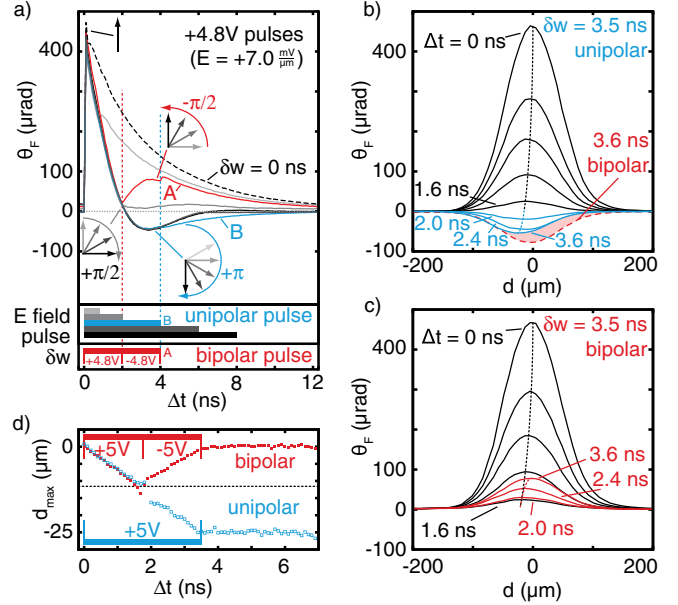 a)
+4.8V pulses
(E = +7.0 mV/μm)
400
100
0
-100
θF (μrad)
-π/2
δw = 0 ns
A
B
+π/2
+π
E field
pulse
δw
unipolar pulse
B
+4.8V
-4.8V
A
bipolar pulse
0 2 4 6 8 10 12
Δt (ns)
b)
Δt = 0 ns
δw = 3.5 ns
unipolar
3.6 ns
bipolar
1.6 ns
2.0 ns
2.4 ns
3.6 ns
400
100
0
-100
θF (μrad)
-200 0 200
d (μm)
c)
Δt = 0 ns
δw = 3.5 ns
bipolar
3.6 ns
2.4 ns
1.6 ns
2.0 ns
400
100
0
-100
θF (μrad)
-200 0 200
d (μm)
d)
0
-25
dmax (μm)
+5V -5V
bipolar
unipolar
+5V
0 2 4 6
Δt (ns)